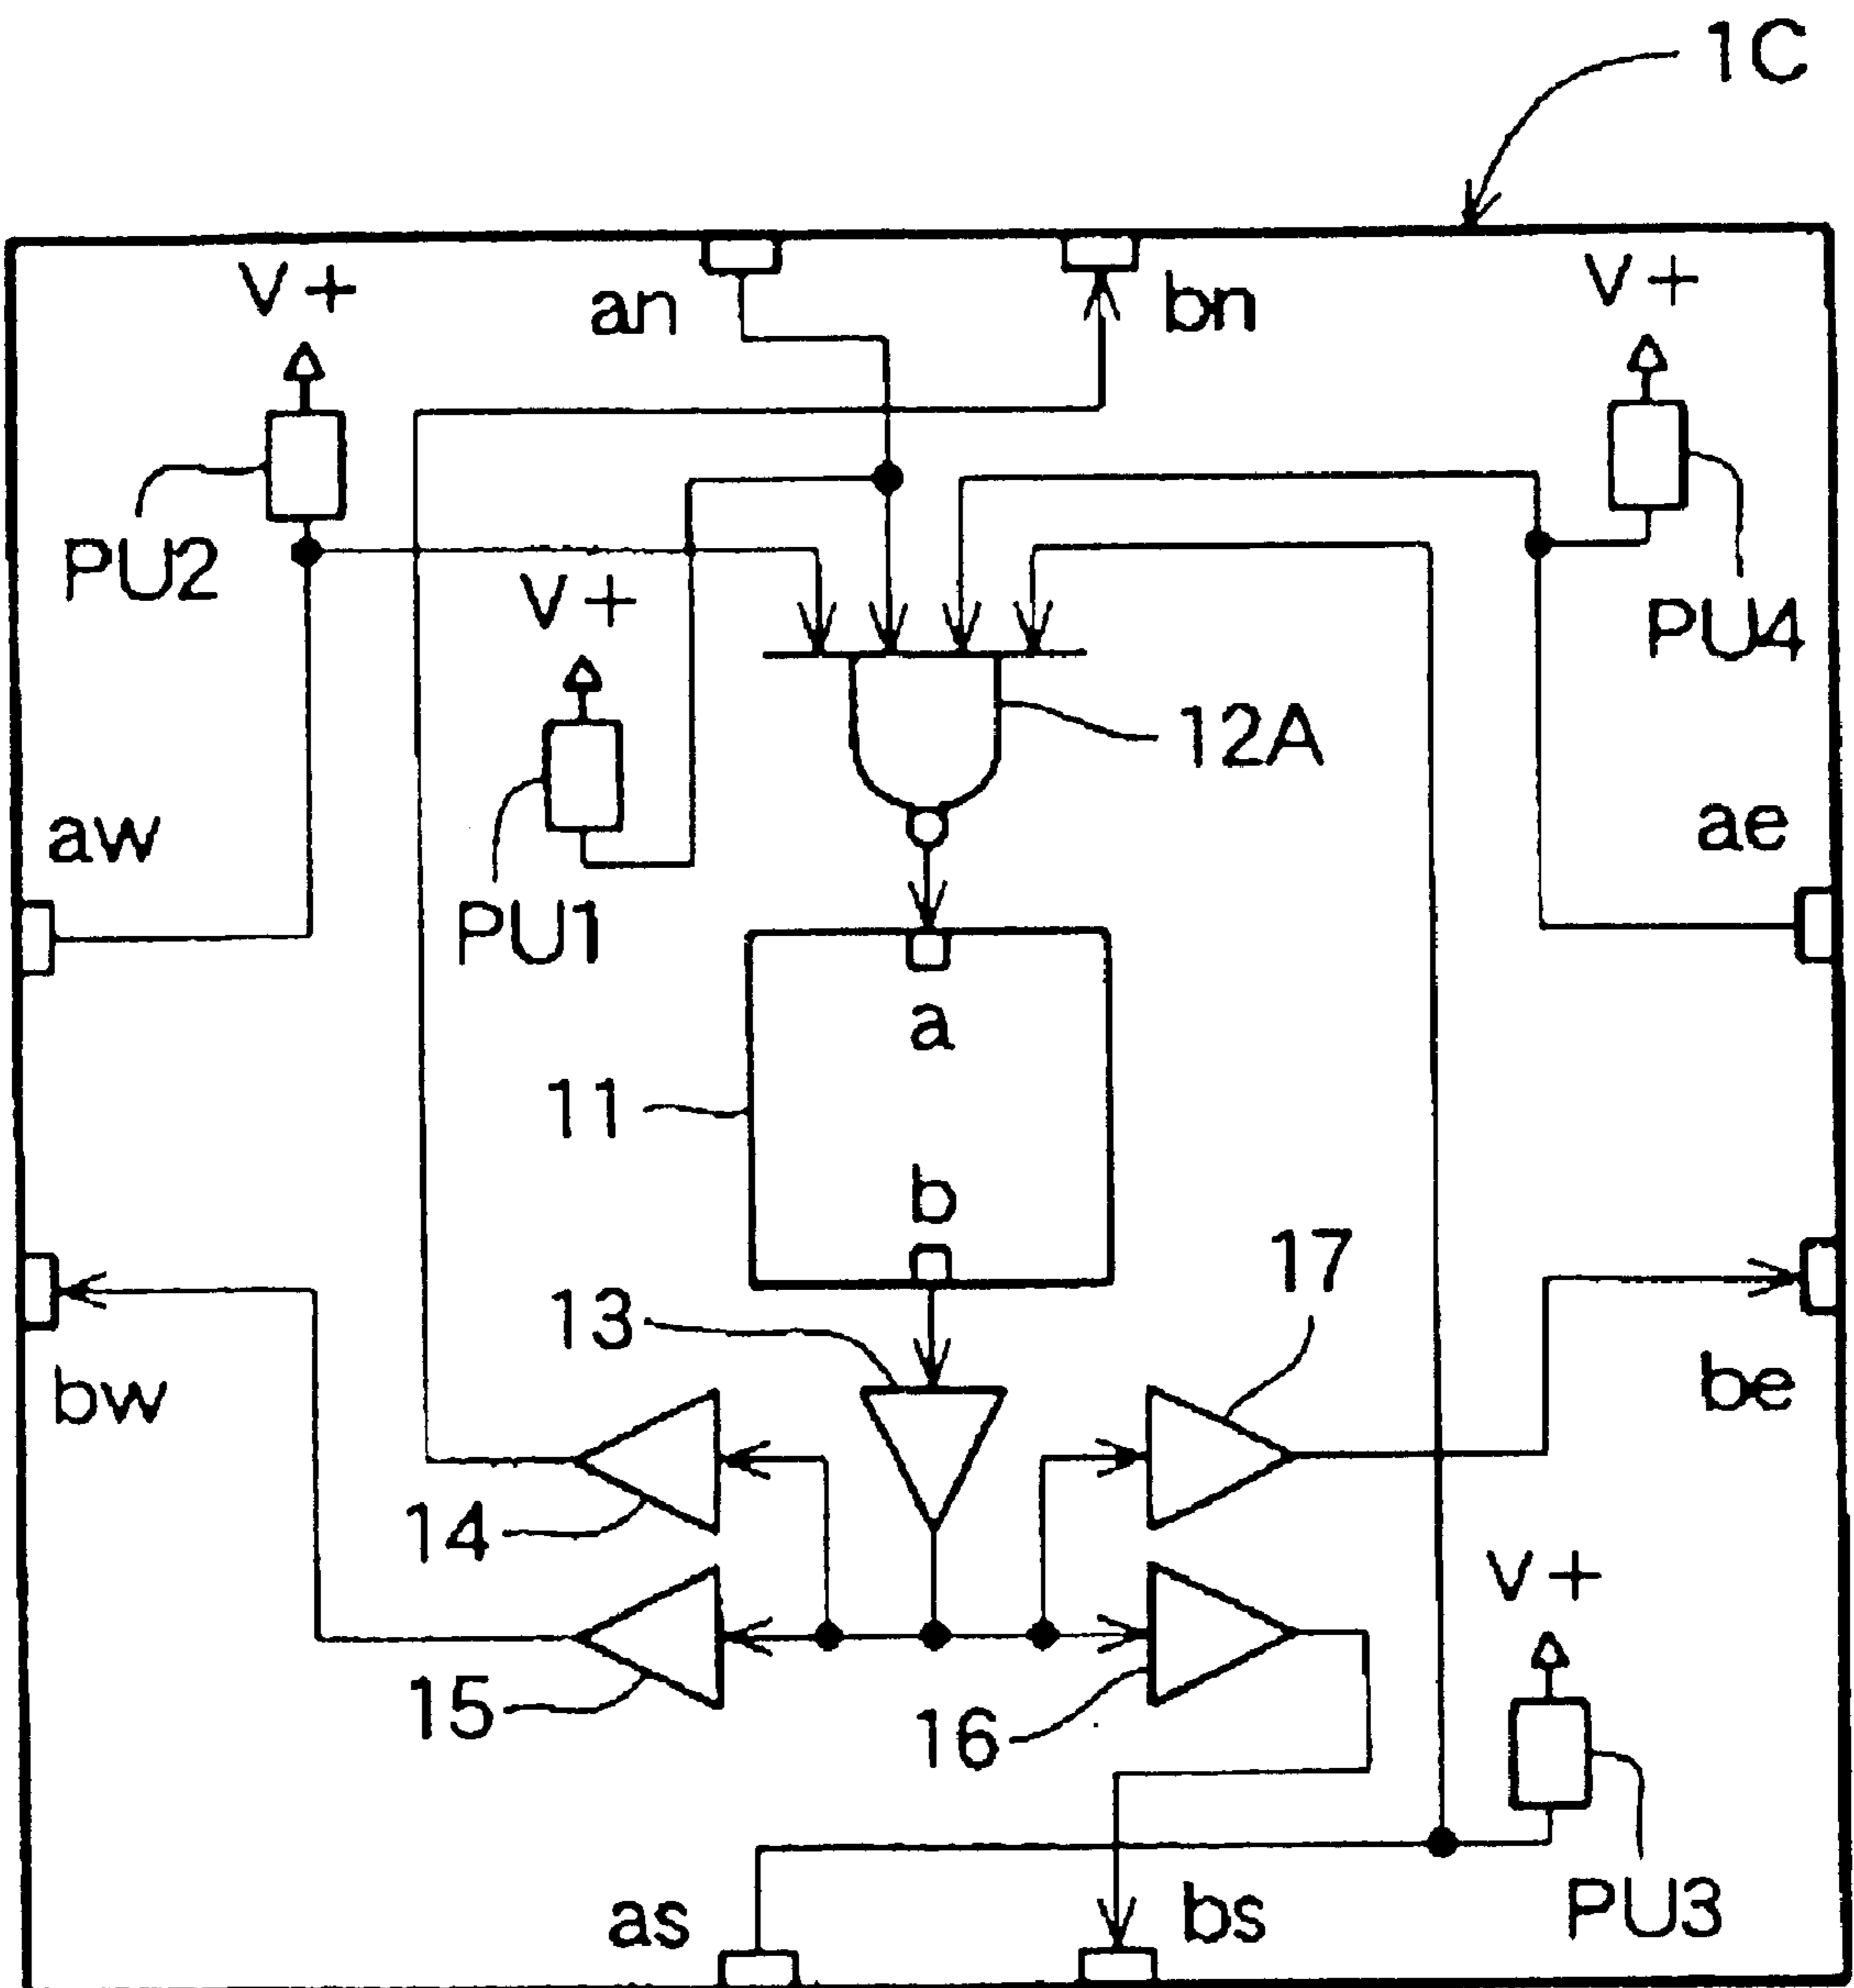 1C
V+
an
bn
V+
PU2
V+
PU4
12A
aw
ae
PU1
a
11
b
17
13
bw
be
14
V+
15
16
as
bs
PU3